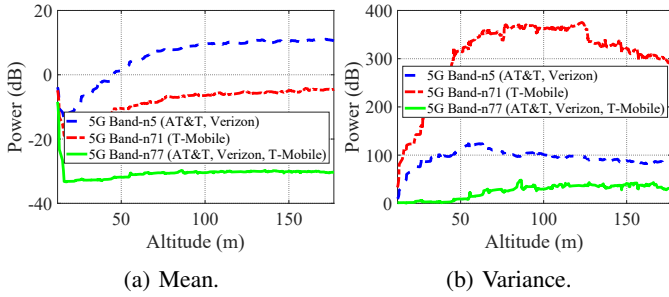 20
0
-20
-40
Power (dB)
5G Band-n5 (AT&T, Verizon)
5G Band-n71 (T-Mobile)
5G Band-n77 (AT&T, Verizon, T-Mobile)
50
100
150
Altitude (m)
(a) Mean.
400
300
200
100
0
Power (dB)
5G Band-n5 (AT&T, Verizon)
5G Band-n71 (T-Mobile)
5G Band-n77 (AT&T, Verizon, T-Mobile)
50
100
150
Altitude (m)
(b) Variance.